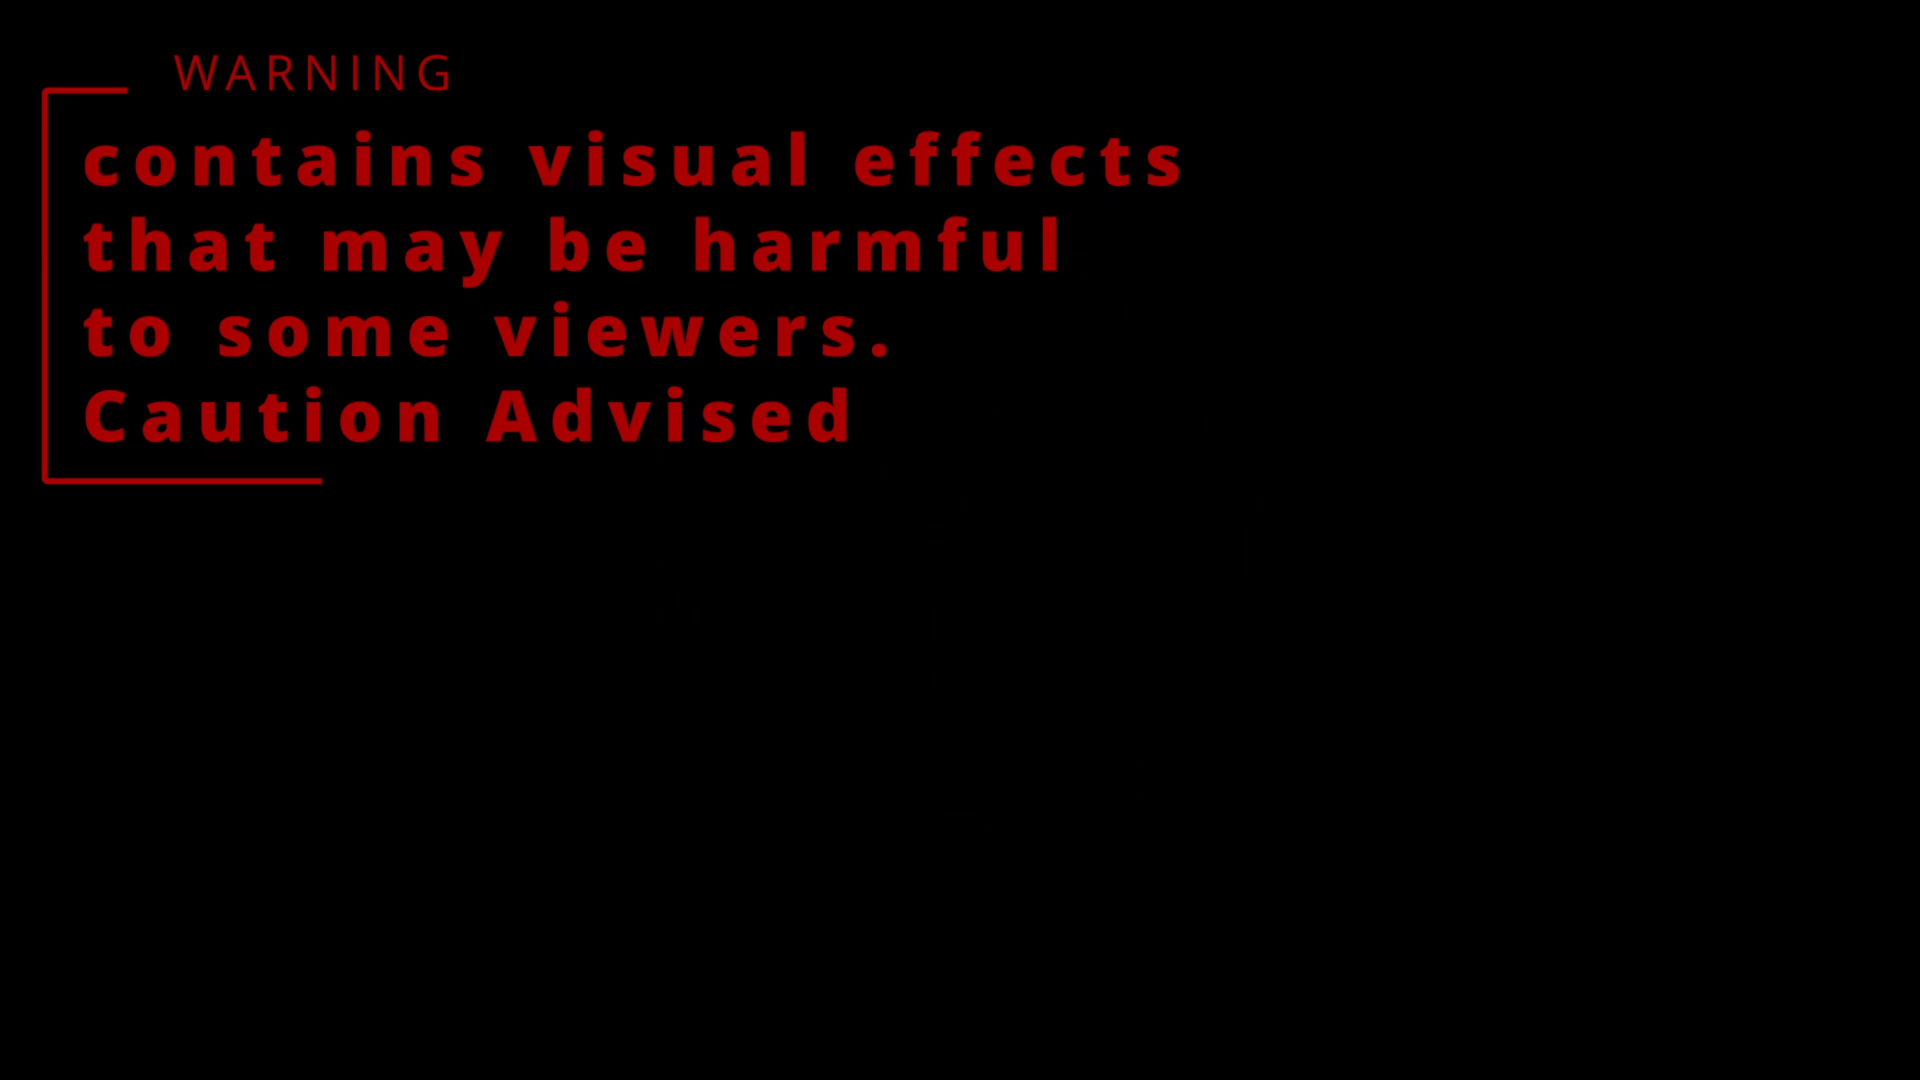 WARNING
contains visual effects
that may be harmful
to some viewers.
Caution Advised